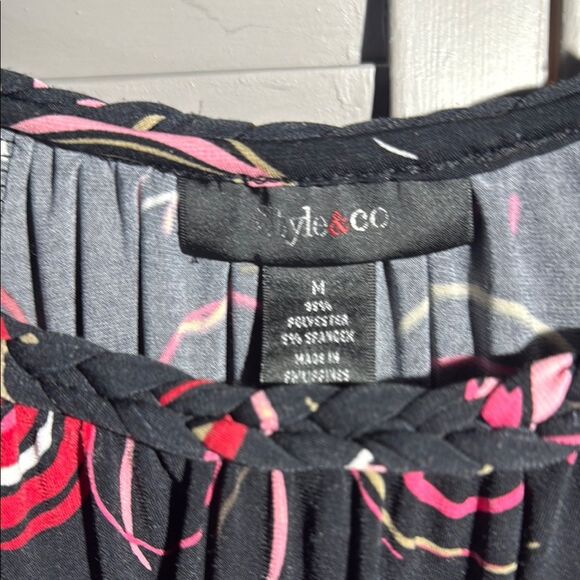 Style&co
M
95%
POLYESTER
5% SPANDEX
MADE IN
PHILIPPINES